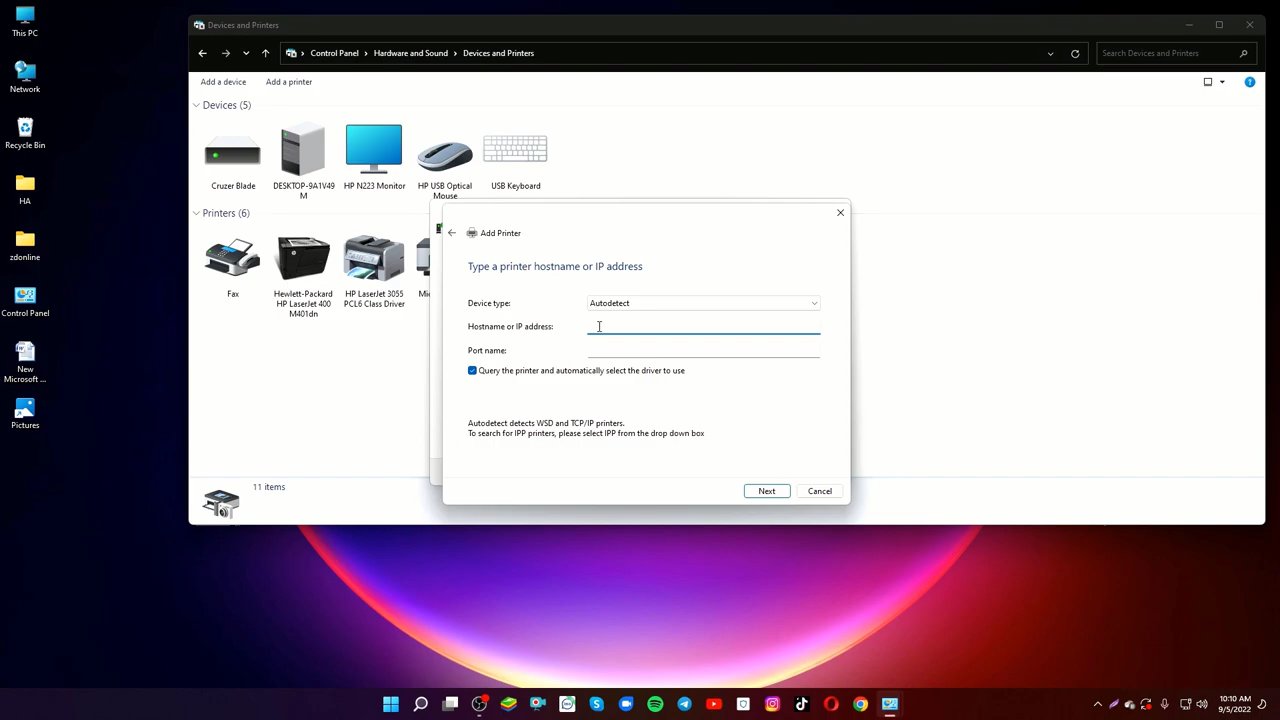 This PC
Network
Recycle Bin
HA
zdonline
Control Panel
New
Microsoft ...
Pictures
Devices and Printers
Control Panel
Hardware and Sound
Devices and Printers
Search Devices and Printers
Add a device
Add a printer
Devices (5)
Cruzer Blade
DESKTOP-9A1V49
M
HP N223 Monitor
HP USB Optical
Mouse
USB Keyboard
Printers (6)
Fax
Hewlett-Packard
HP LaserJet 400
M401dn
HP LaserJet 3055
PCL6 Class Driver
Add Printer
Type a printer hostname or IP address
Device type:
Autodetect
Hostname or IP address:
Port name:
Query the printer and automatically select the driver to use
Autodetect detects WSD and TCP/IP printers.
To search for IPP printers, please select IPP from the drop down box
Next
Cancel
11 items
10:10 AM
9/5/2022